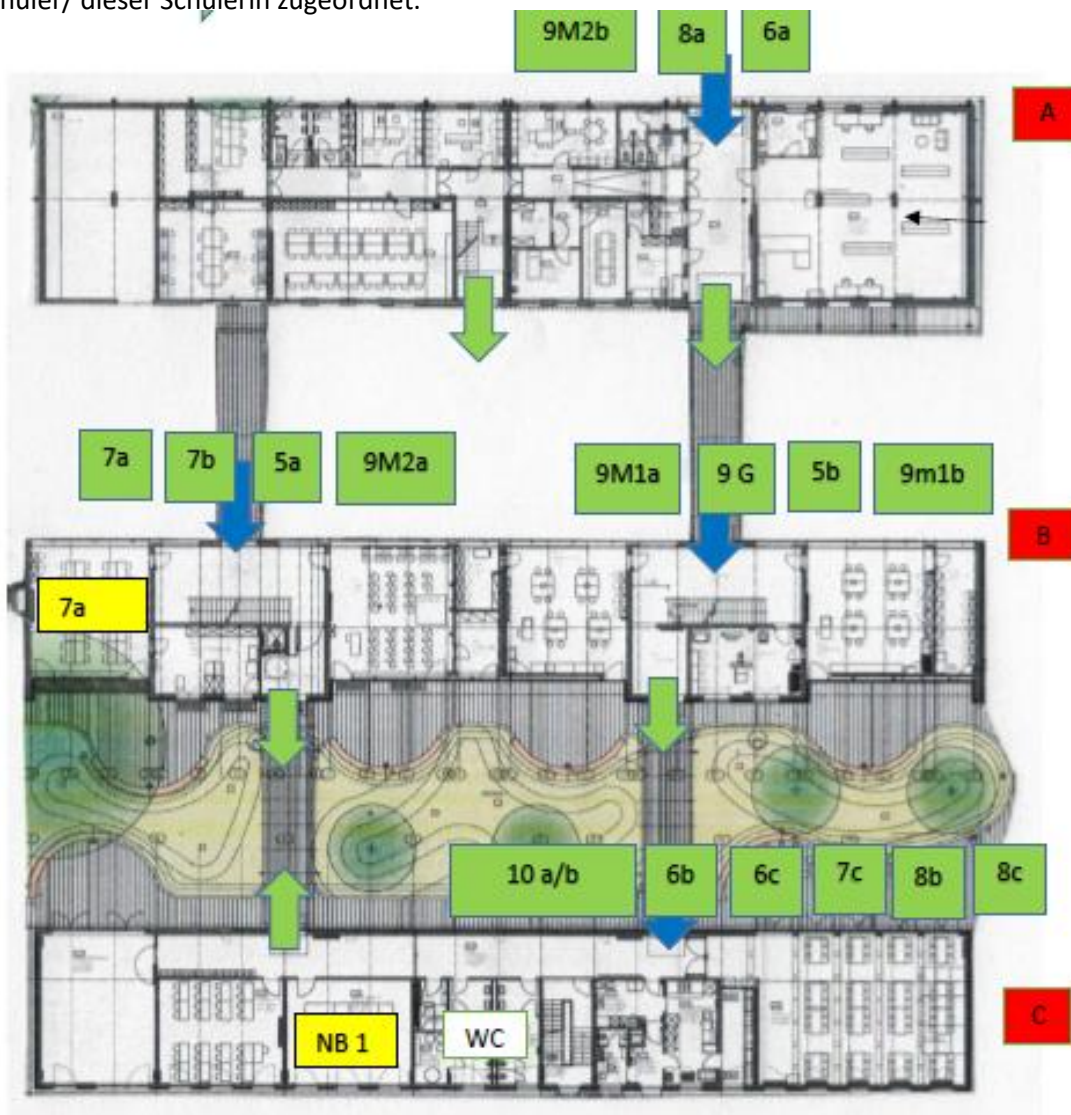 hüler/ dieser Schülerin zugeordnet.
9M2b
8a
6a
A
7a
7b
5a
9M2a
9M1a
9 G
5b
9m1b
B
7a
10 a/b
6b
6c
7c
8b
8c
NB 1
WC
C